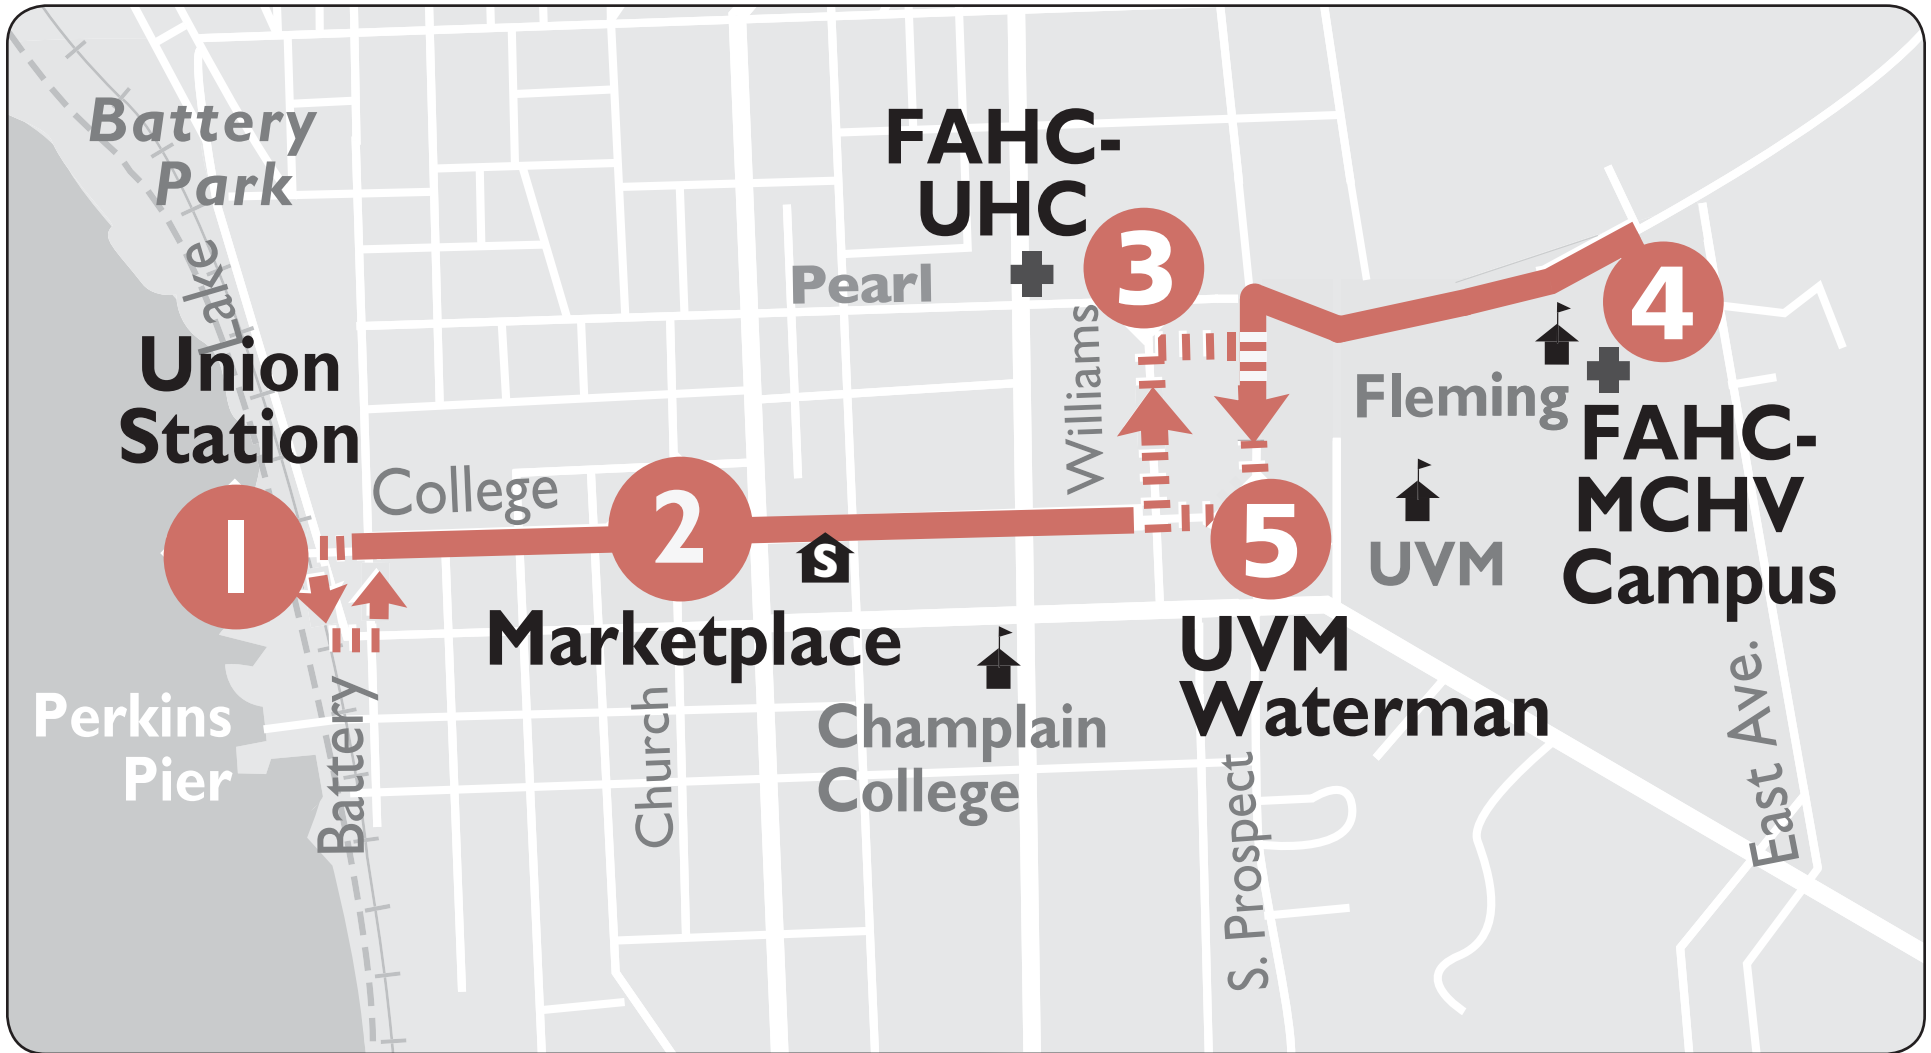 Battery
Park
FAHC-
UHC
3
4
Pearl
Lake
Williams
Union
Station
Fleming
FAHC-
MCHV
Campus
College
1
2
S
5
UVM
Marketplace
UVM
Waterman
Perkins
Pier
Battery
Church
Champlain
College
S. Prospect
East Ave.